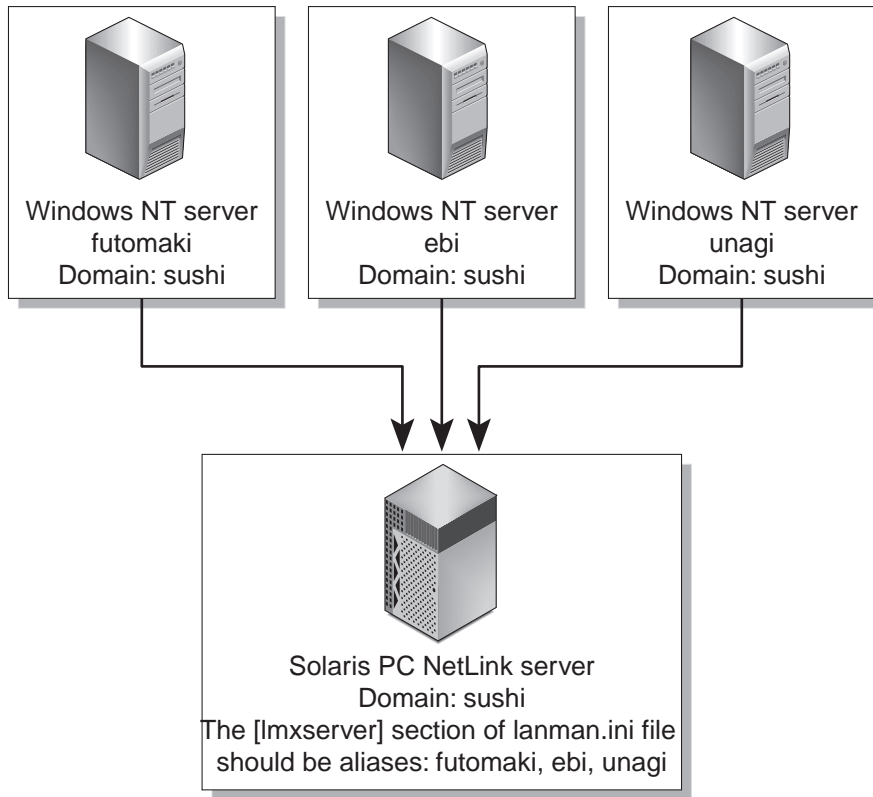 Windows NT server
futomaki
Domain: sushi
Windows NT server
ebi
Domain: sushi
Windows NT server
unagi
Domain: sushi
Solaris PC NetLink server
Domain: sushi
The [lmxserver] section of lanman.ini file
should be aliases: futomaki, ebi, unagi